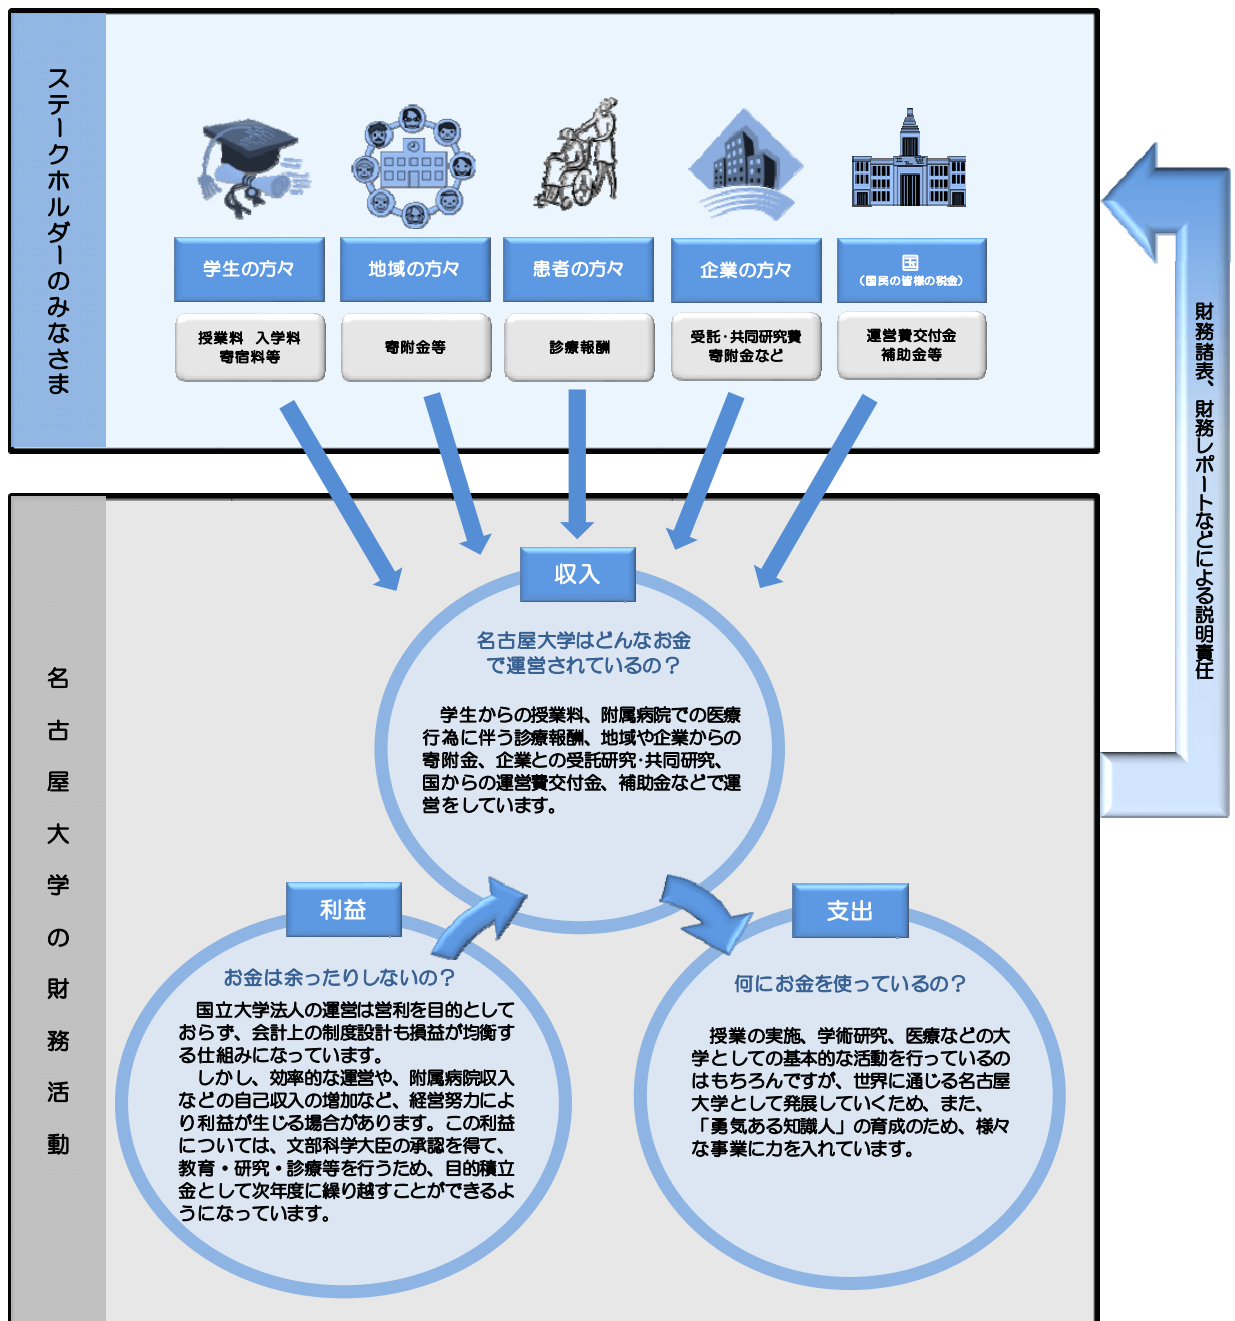 ステークホルダーのみなさま
学生の方々
地域の方々
患者の方々
企業の方々
国
（国民の皆様の税金）
授業料　入学料
寄宿料等
寄附金等
診療報酬
受託・共同研究費
寄附金など
運営費交付金
補助金等
財務諸表、財務レポートなどによる説明責任
名古屋大学の財務活動
収入
名古屋大学はどんなお金
で運営されているの？
学生からの授業料、附属病院での医療
行為に伴う診療報酬、地域や企業からの
寄附金、企業との受託研究・共同研究、
国からの運営費交付金、補助金などで運
営をしています。
利益
お金は余ったりしないの？
国立大学法人の運営は営利を目的として
おらず、会計上の制度設計も損益が均衡す
る仕組みになっています。
しかし、効率的な運営や、附属病院収入
などの自己収入の増加など、経営努力によ
り利益が生じる場合があります。この利益
については、文部科学大臣の承認を得て、
教育・研究・診療等を行うため、目的積立
金として次年度に繰り越すことができるよ
うになっています。
支出
何にお金を使っているの？
授業の実施、学術研究、医療などの大
学としての基本的な活動を行っているの
はもちろんですが、世界に通じる名古屋
大学として発展していくため、また、
「勇気ある知識人」の育成のため、様々
な事業に力を入れています。